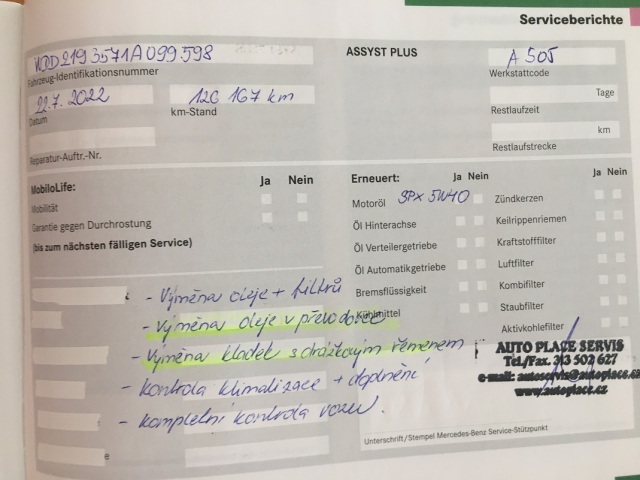 Serviceberichte
WDD2193571A099598
ASSYST PLUS
A 505
Fahrzeug-Identifikationsnummer
Werkstattcode
22.7.2022
126 167 km
Tage
Datum
km-Stand
Restlaufzeit
km
Reparatur-Auftr.-Nr.
Restlaufstrecke
MobiloLife:
Ja Nein
Mobilität
Garantie gegen Durchrostung
(bis zum nächsten fälligen Service)
Erneuert:
Ja Nein
Ja Nein
Motoröl
5W40
Zündkerzen
Öl Hinterachse
Keilrippenriemen
Öl Verteilergetriebe
Kraftstofffilter
Öl Automatikgetriebe
Luftfilter
Bremsflüssigkeit
Kombifilter
Kühlmittel
Staubfilter
Aktivkohlefilter
- Výměna oleje + filtrů
- Výměna oleje v převodovce
- Výměna kladek s drážkovým řemenem
- kontrola klimatizace + doplnění
- kompletní kontrola vozu.
AUTO PLACE SERVIS
Tel./Fax. 313 502 627
e-mail: autoservis@autoplace.cz
www.autoplace.cz
Unterschrift/Stempel Mercedes-Benz Service-Stützpunkt